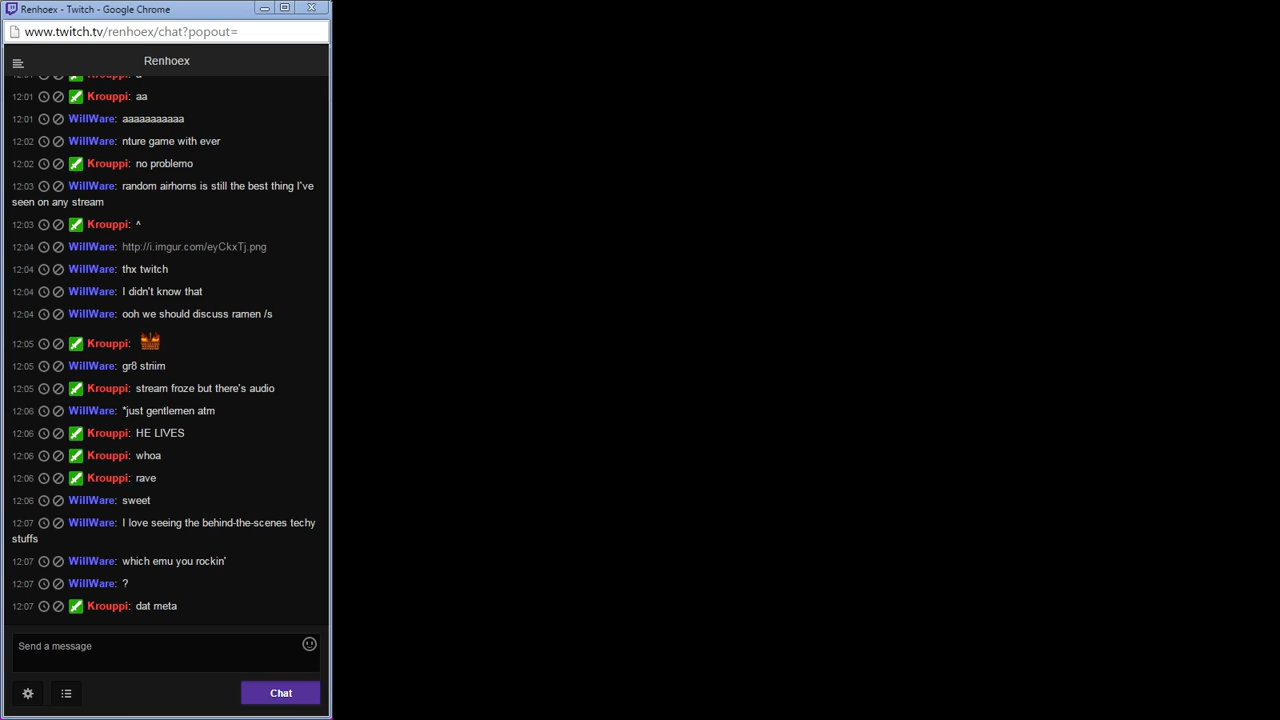 Renhoex - Twitch - Google Chrome
www.twitch.tv/renhoex/chat?popout=
Renhoex
12:01 Krouppi: aa
12:01 WillWare: aaaaaaaaaaa
12:02 WillWare: nture game with ever
12:02 Krouppi: no problemo
12:03 WillWare: random airhorns is still the best thing I've
seen on any stream
12:03 Krouppi: ^
12:04 WillWare: http://i.imgur.com/eyCkxTj.png
12:04 WillWare: thx twitch
12:04 WillWare: I didn't know that
12:04 WillWare: ooh we should discuss ramen /s
12:05 Krouppi:
12:05 WillWare: gr8 striim
12:05 Krouppi: stream froze but there's audio
12:06 WillWare: *just gentlemen atm
12:06 Krouppi: HE LIVES
12:06 Krouppi: whoa
12:06 Krouppi: rave
12:06 WillWare: sweet
12:07 WillWare: I love seeing the behind-the-scenes techy
stuffs
12:07 WillWare: which emu you rockin'
12:07 WillWare: ?
12:07 Krouppi: dat meta
Send a message
Chat